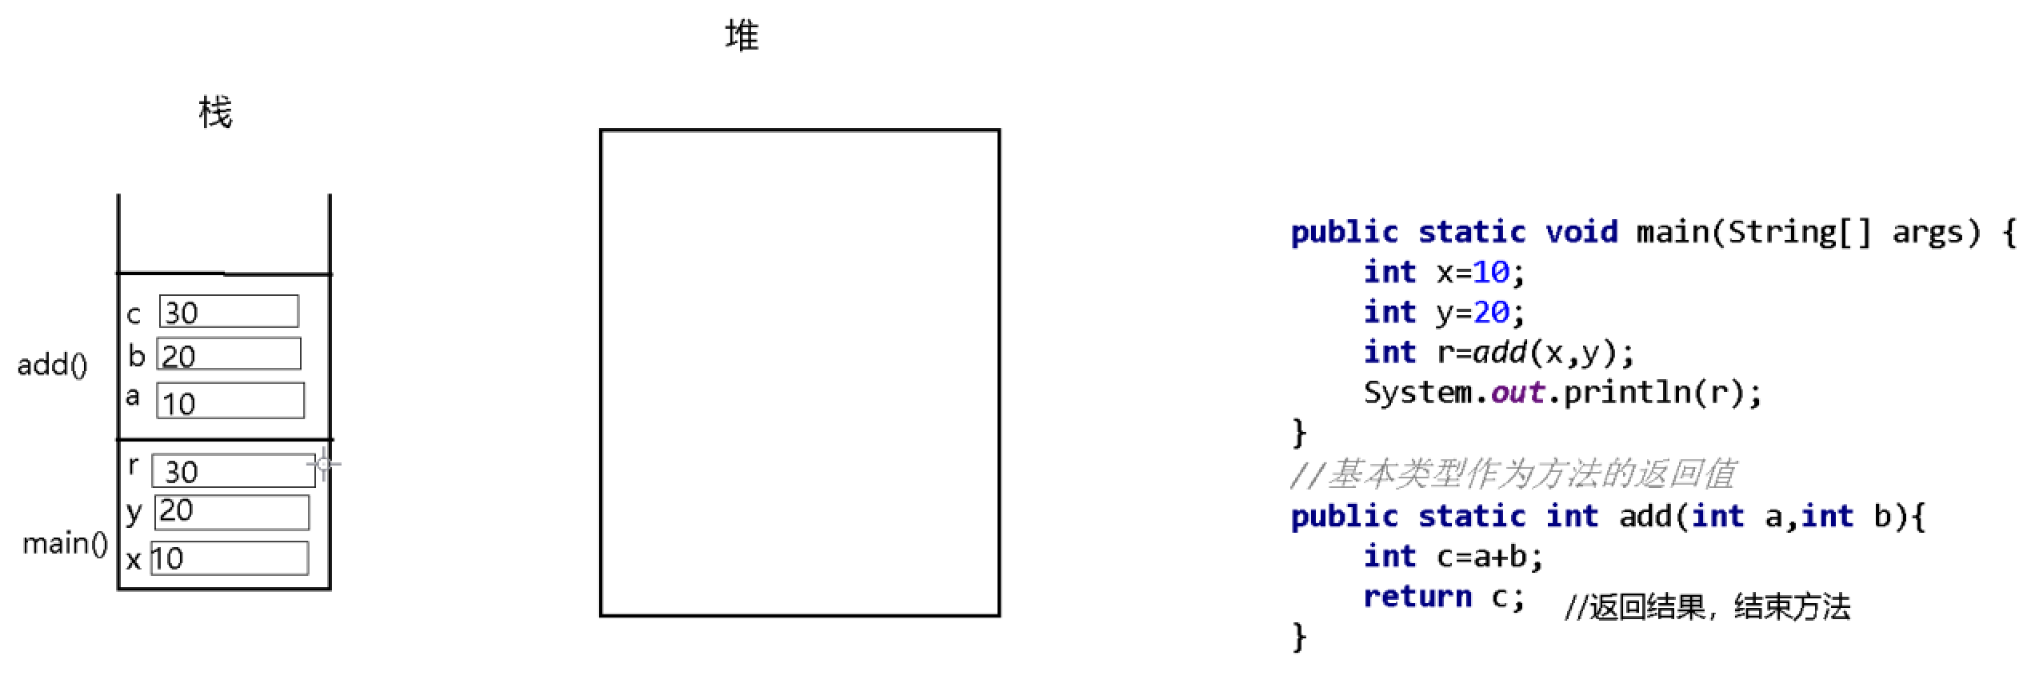 堆
栈
c 30
b 20
add()
a 10
r 30
y 20
main()
x 10
public static void main(String[] args) {
int x=10;
int y=20;
int r=add(x,y);
System.out.println(r);
}
//基本类型作为方法的返回值
public static int add(int a,int b){
int c=a+b;
return c; //返回结果，结束方法
}